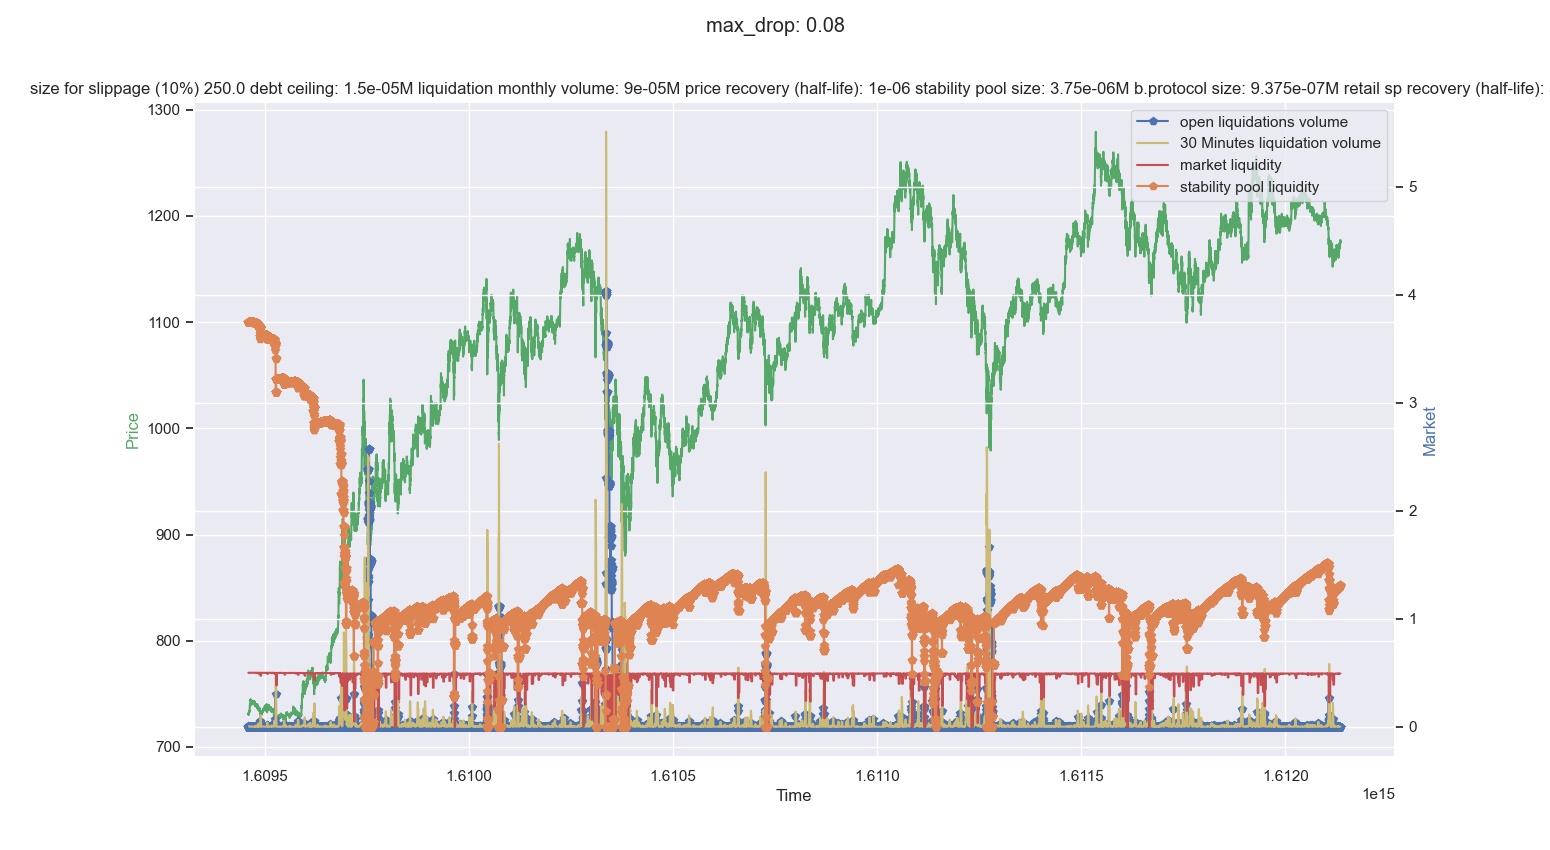 max_drop: 0.08
size for slippage (10%) 250.0 debt ceiling: 1.5e-05M liquidation monthly volume: 9e-05M price recovery (half-life): 1e-06 stability pool size: 3.75e-06M b.protocol size: 9.375e-07M retail sp recovery (half-life):
open liquidations volume
30 Minutes liquidation volume
market liquidity
stability pool liquidity
1300
1200
1100
1000
900
800
700
Price
5
4
3
2
1
0
Market
1.6095 1.6100 1.6105 1.6110 1.6115 1.6120
1e15
Time